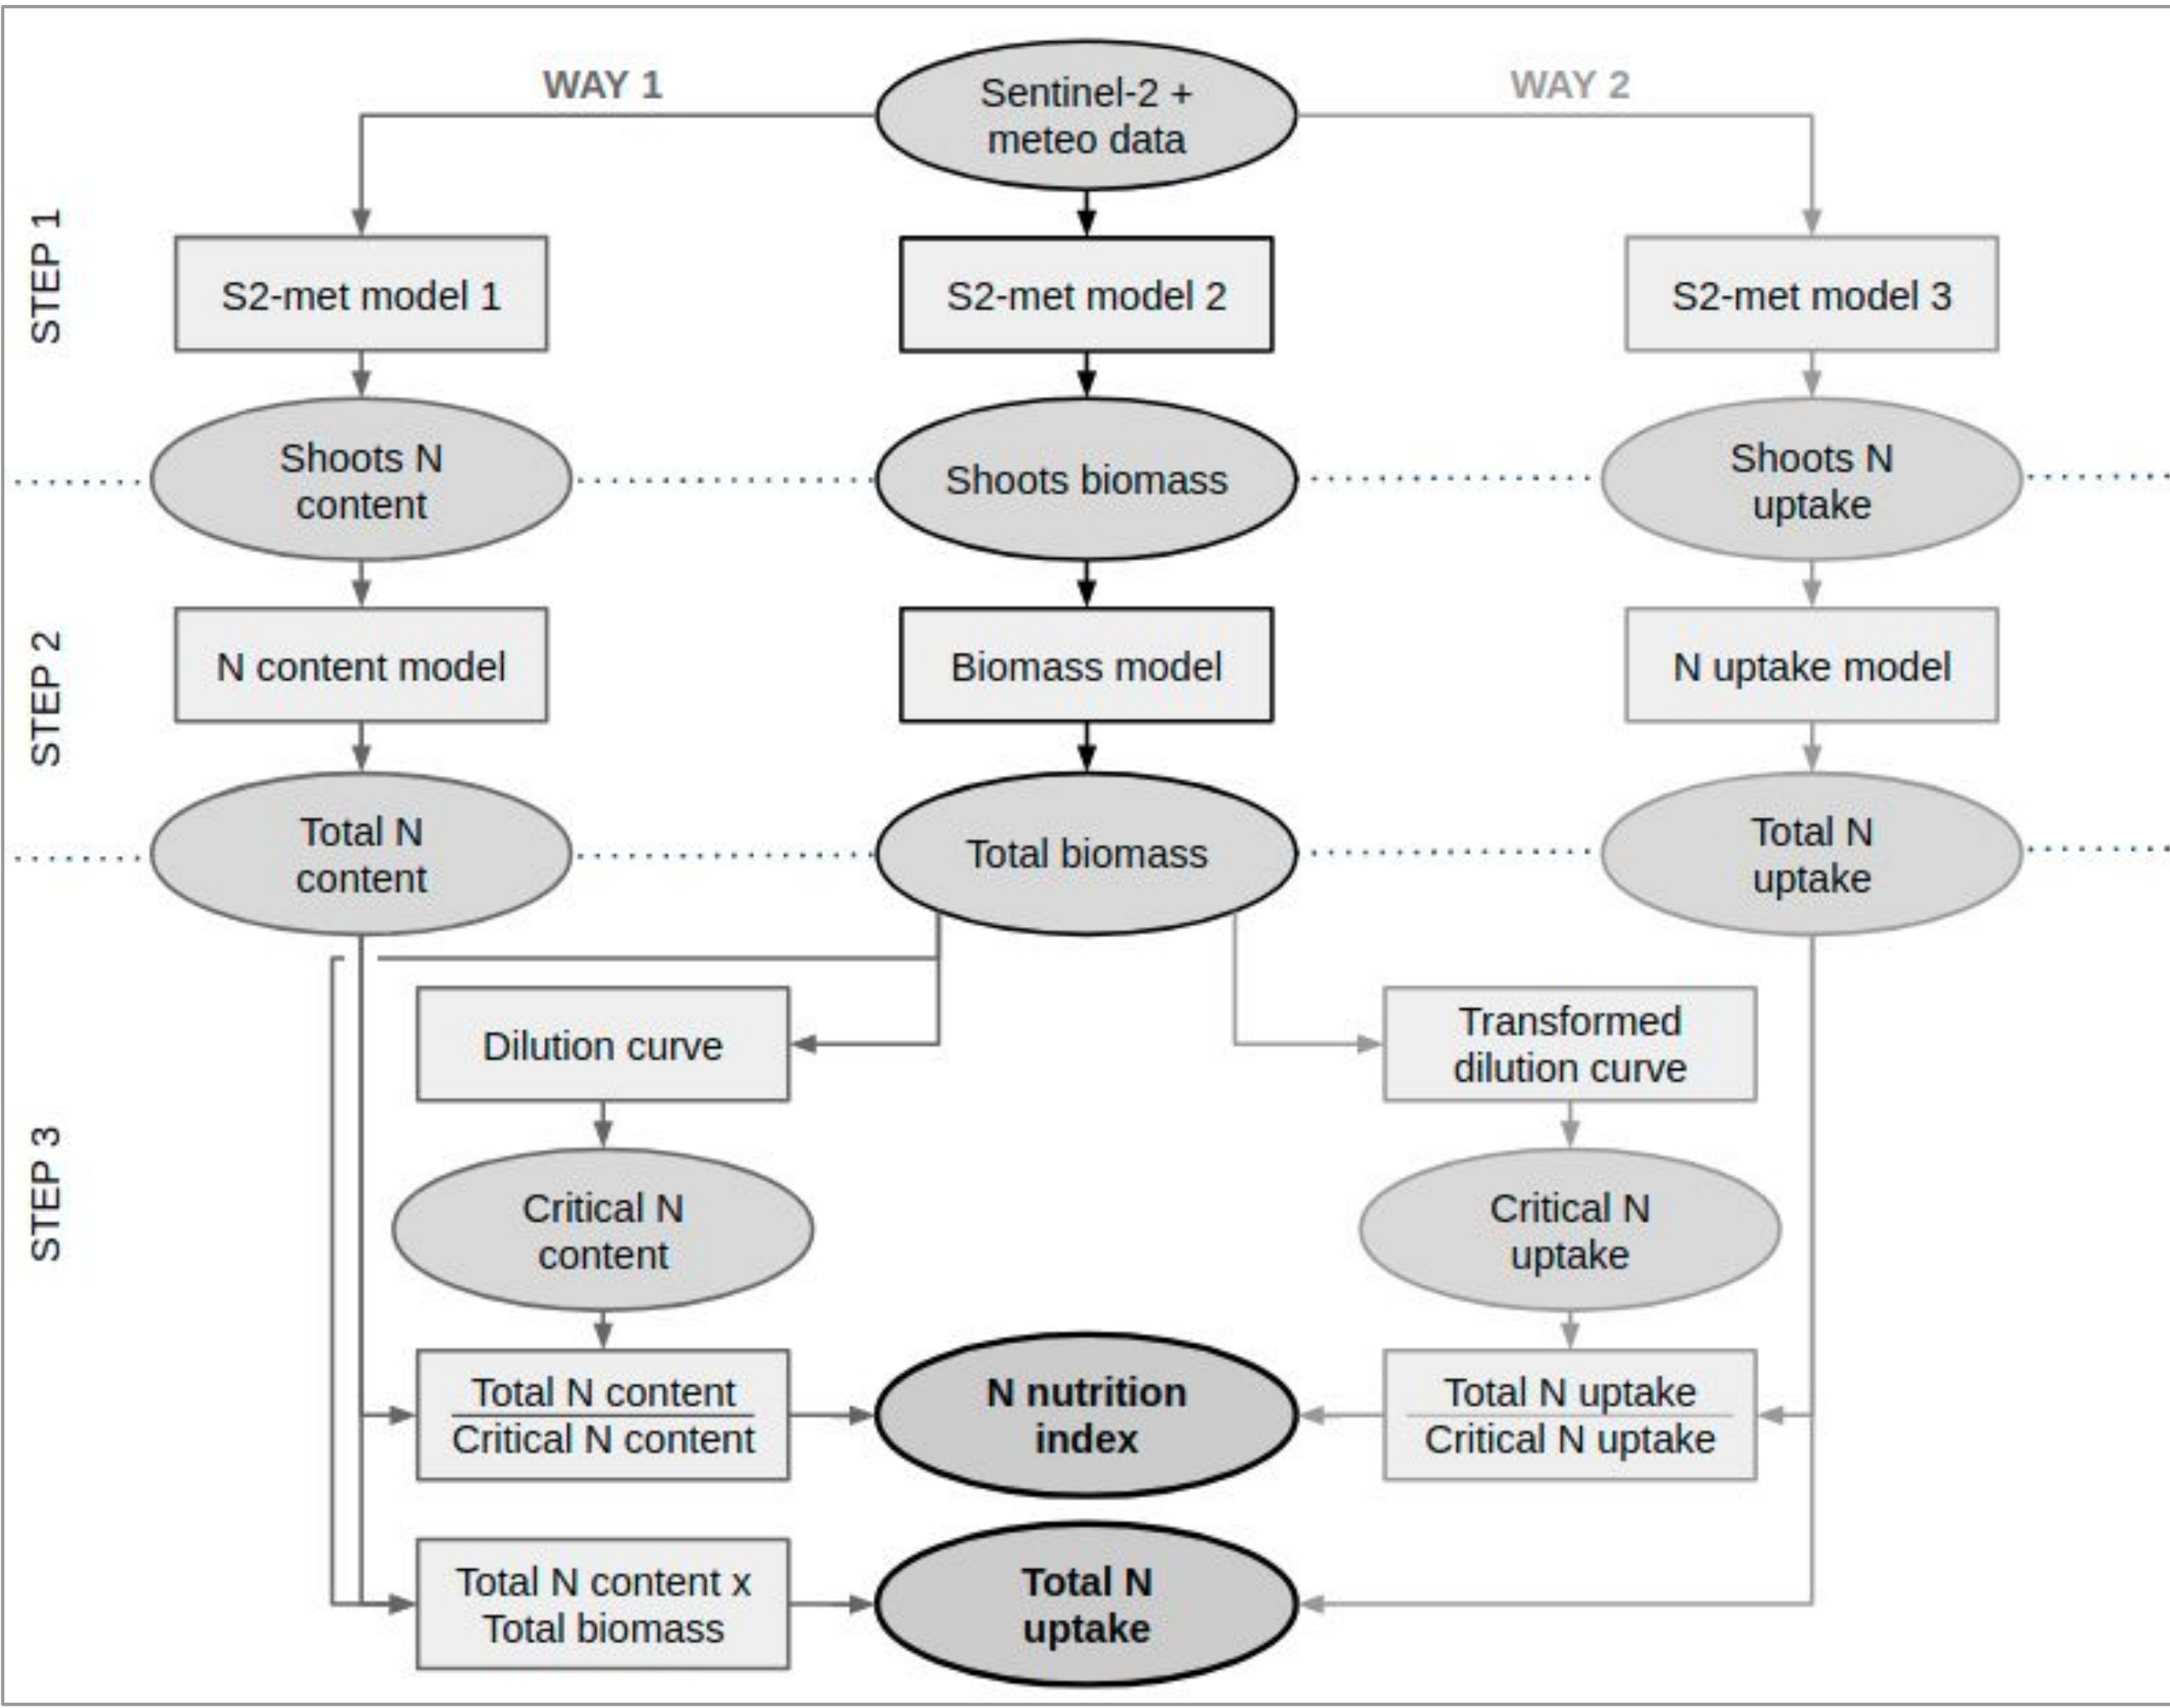 WAY 1
Sentinel-2 +
meteo data
WAY 2
STEP 1
S2-met model 1
S2-met model 2
S2-met model 3
Shoots N
content
Shoots biomass
Shoots N
uptake
STEP 2
N content model
Biomass model
N uptake model
Total N
content
Total biomass
Total N
uptake
STEP 3
Dilution curve
Transformed
dilution curve
Critical N
content
Critical N
uptake
Total N content
Critical N content
N nutrition
index
Total N uptake
Critical N uptake
Total N content x
Total biomass
Total N
uptake